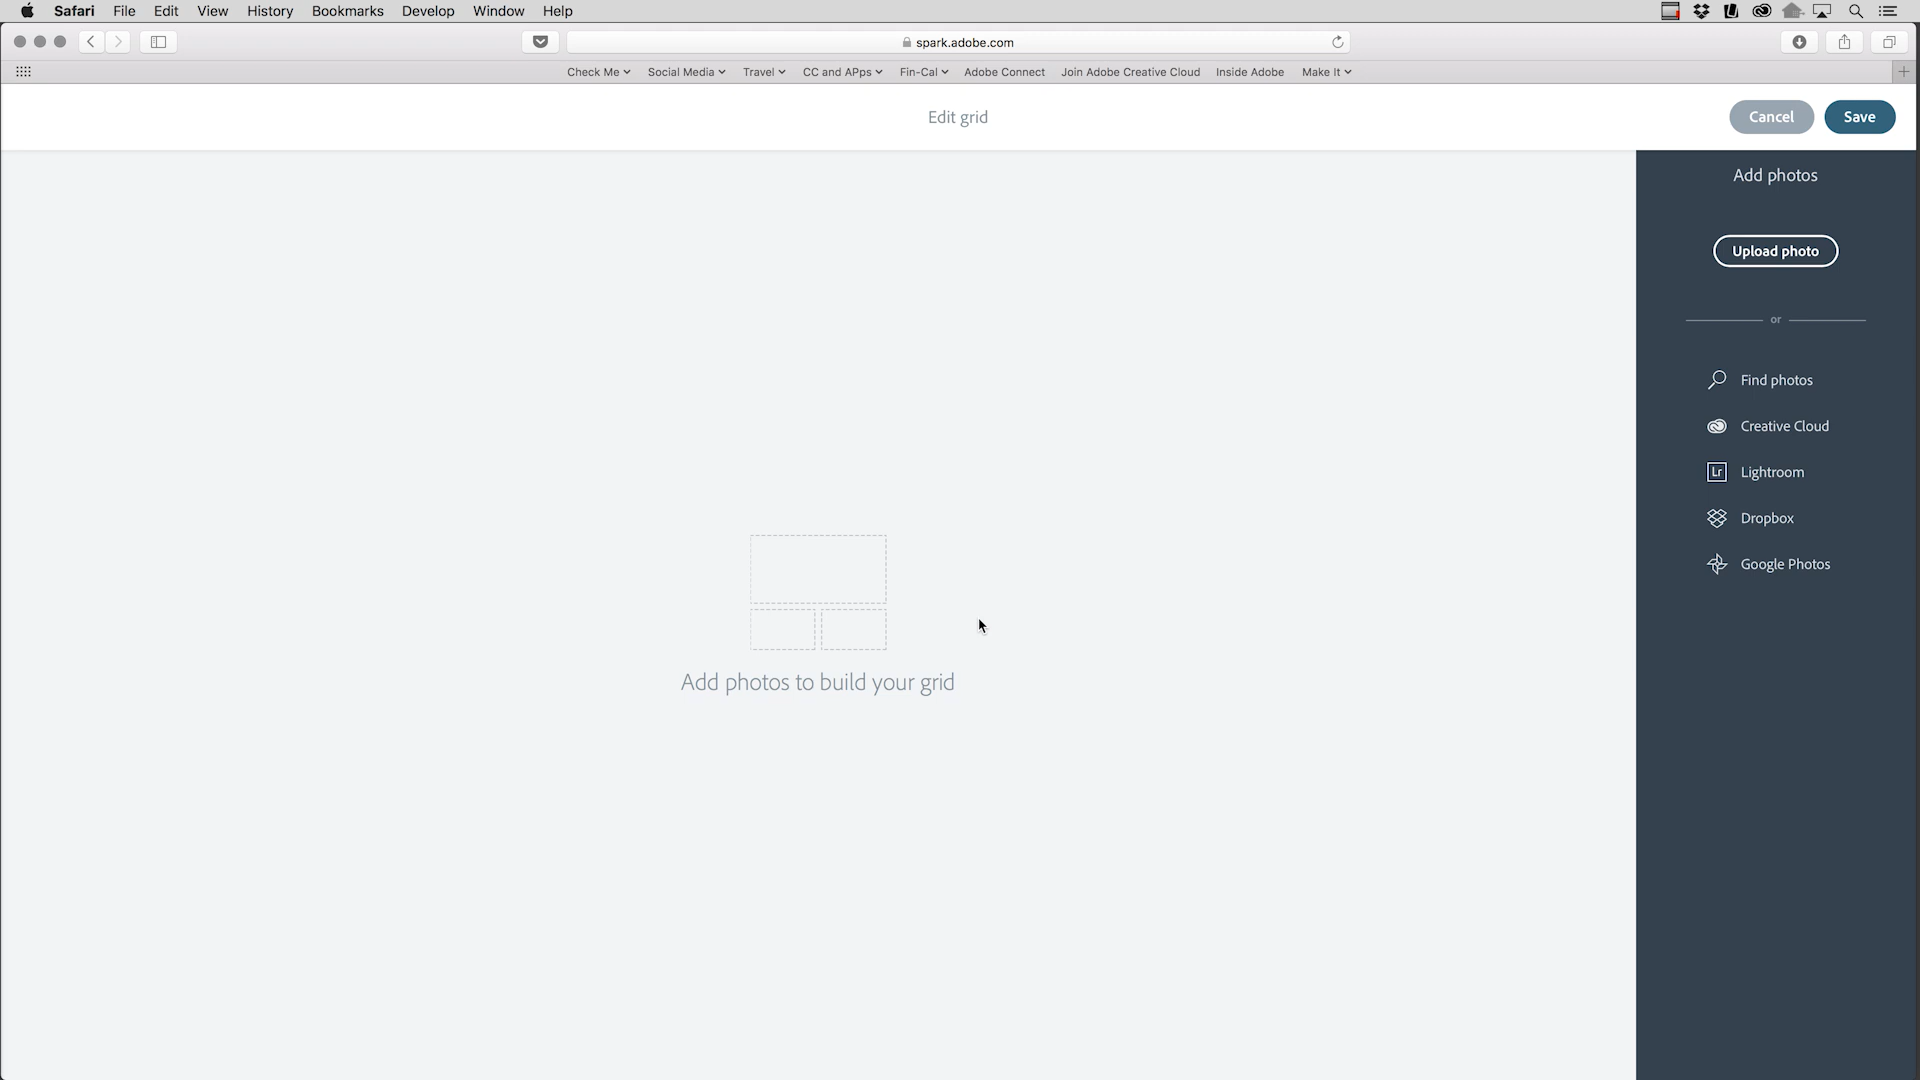 Safari File Edit View History Bookmarks Develop Window Help
spark.adobe.com
Check Me Social Media Travel CC and APps Fin-Cal Adobe Connect Join Adobe Creative Cloud Inside Adobe Make It
Edit grid
Cancel Save
Add photos
Upload photo
or
Find photos
Creative Cloud
Lr Lightroom
Dropbox
Google Photos
Add photos to build your grid